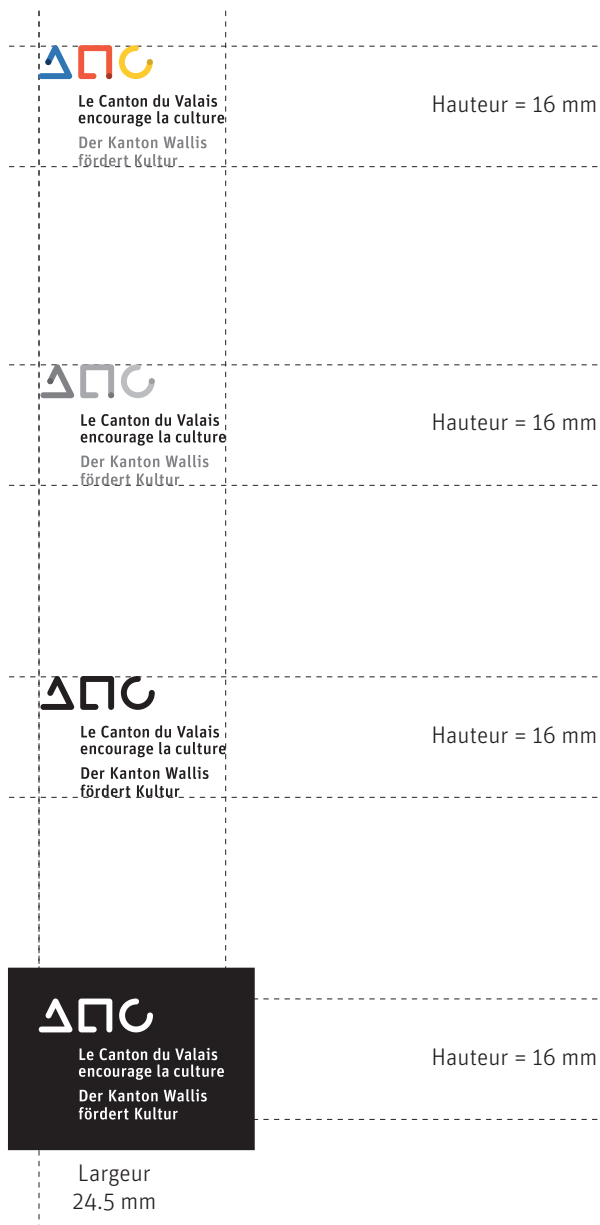 Le Canton du Valais
encourage la culture
Der Kanton Wallis
fördert Kultur
Hauteur = 16 mm
Le Canton du Valais
encourage la culture
Der Kanton Wallis
fördert Kultur
Hauteur = 16 mm
Le Canton du Valais
encourage la culture
Der Kanton Wallis
fördert Kultur
Hauteur = 16 mm
Le Canton du Valais
encourage la culture
Der Kanton Wallis
fördert Kultur
Hauteur = 16 mm
Largeur
24.5 mm